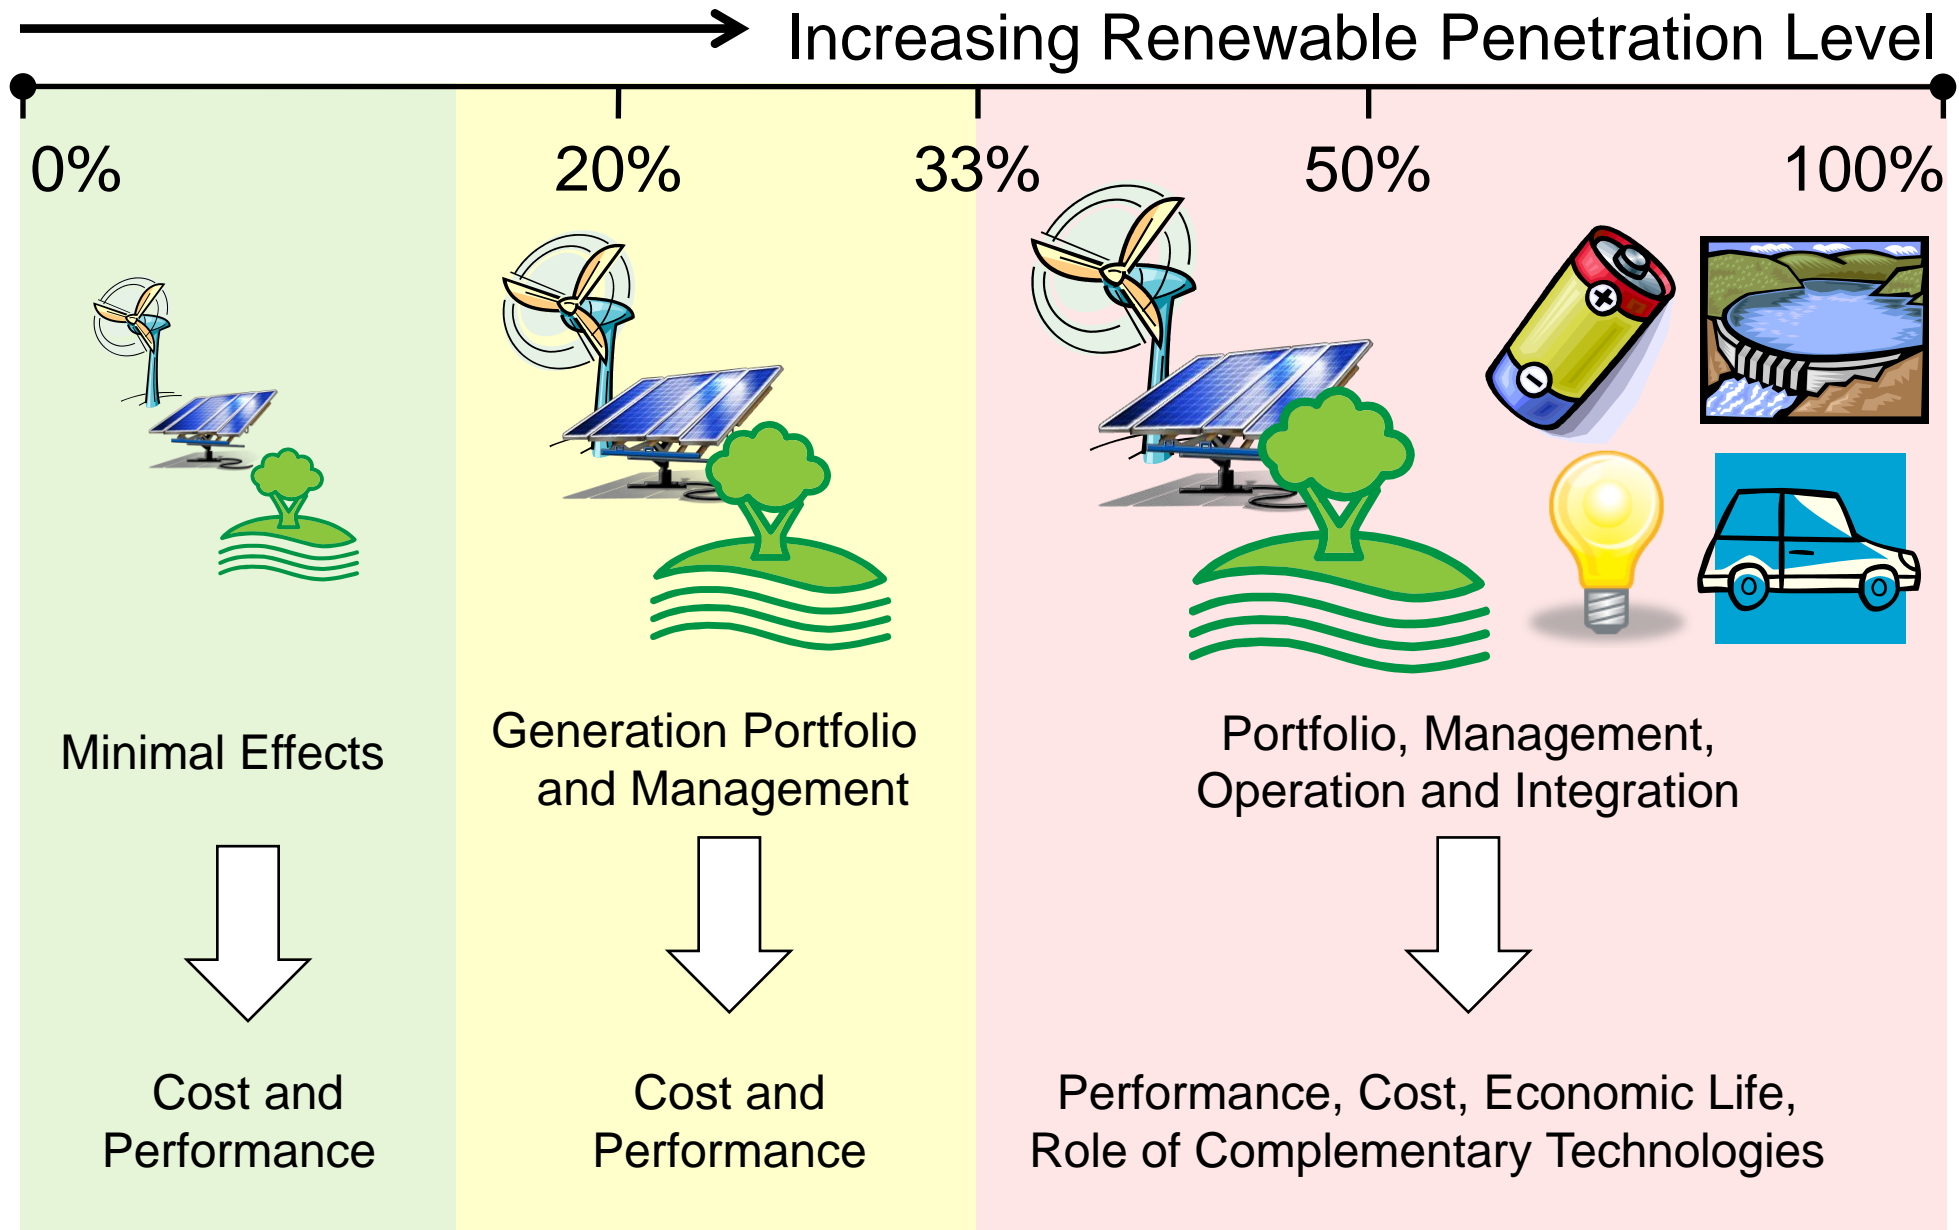 Increasing Renewable Penetration Level
0% 20% 33% 50% 100%
Minimal Effects
Generation Portfolio
and Management
Portfolio, Management,
Operation and Integration
Cost and
Performance
Cost and
Performance
Performance, Cost, Economic Life,
Role of Complementary Technologies